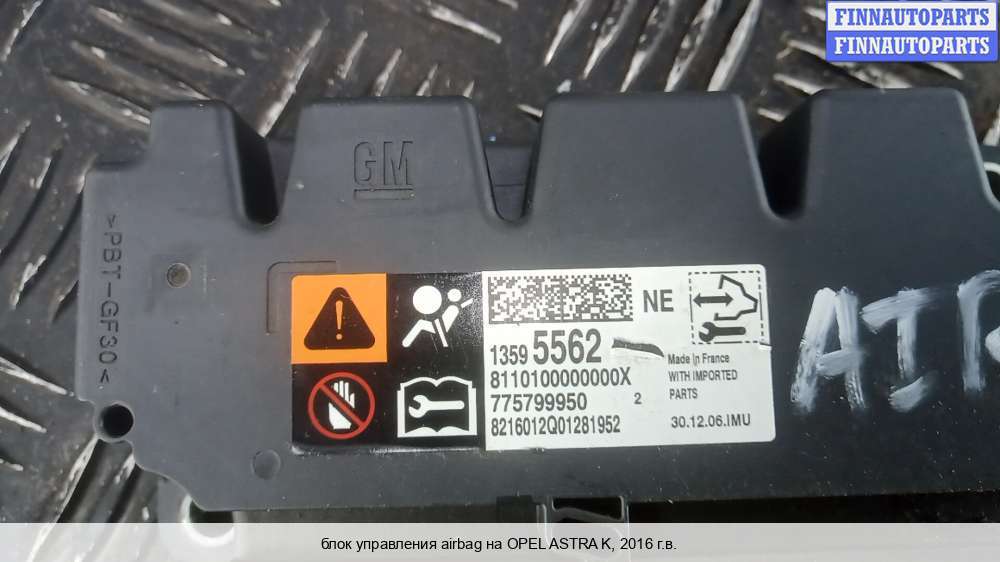 FINNAUTOPARTS
FINNAUTOPARTS
GM
>PBT-GF30<
NE
1359 5562
8110100000000X
775799950 2
8216012Q01281952
Made in France
WITH IMPORTED
PARTS
30.12.06.IMU
AIR
блок управления airbag на OPEL ASTRA K, 2016 г.в.